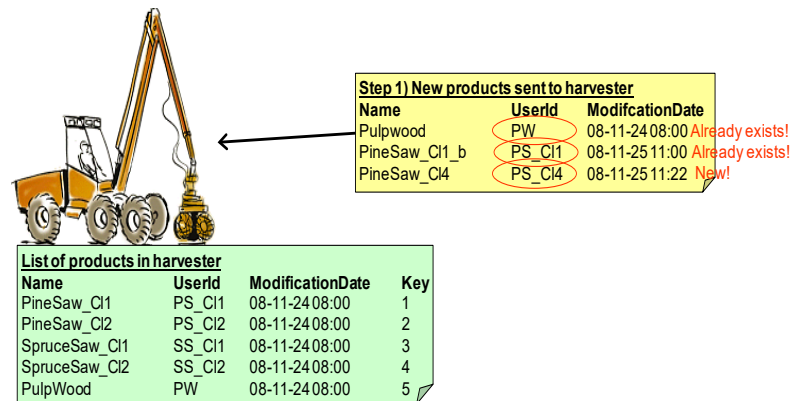 Step 1) New products sent to harvester
Name UserId ModifcationDate
Pulpwood PW 08-11-24 08:00 Already exists!
PineSaw_Cl1_b PS_Cl1 08-11-25 11:00 Already exists!
PineSaw_Cl4 PS_Cl4 08-11-25 11:22 New!
List of products in harvester
Name UserId ModificationDate Key
PineSaw_Cl1 PS_Cl1 08-11-24 08:00 1
PineSaw_Cl2 PS_Cl2 08-11-24 08:00 2
SpruceSaw_Cl1 SS_Cl1 08-11-24 08:00 3
SpruceSaw_Cl2 SS_Cl2 08-11-24 08:00 4
PulpWood PW 08-11-24 08:00 5